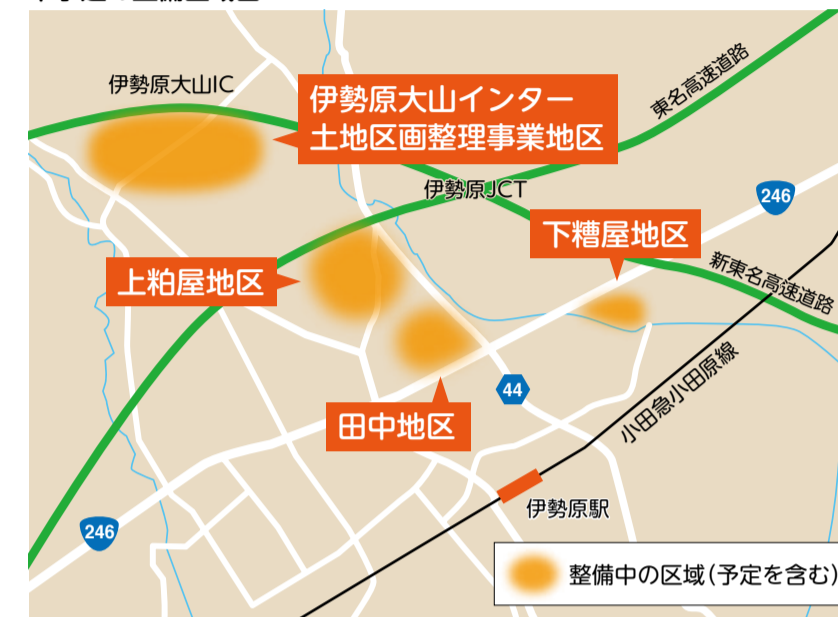 伊勢原大山IC
伊勢原大山インター
土地区画整理事業地区
東名高速道路
伊勢原JCT
246
下糟屋地区
新東名高速道路
上粕屋地区
44
小田急小田原線
田中地区
伊勢原駅
246
整備中の区域(予定を含む)